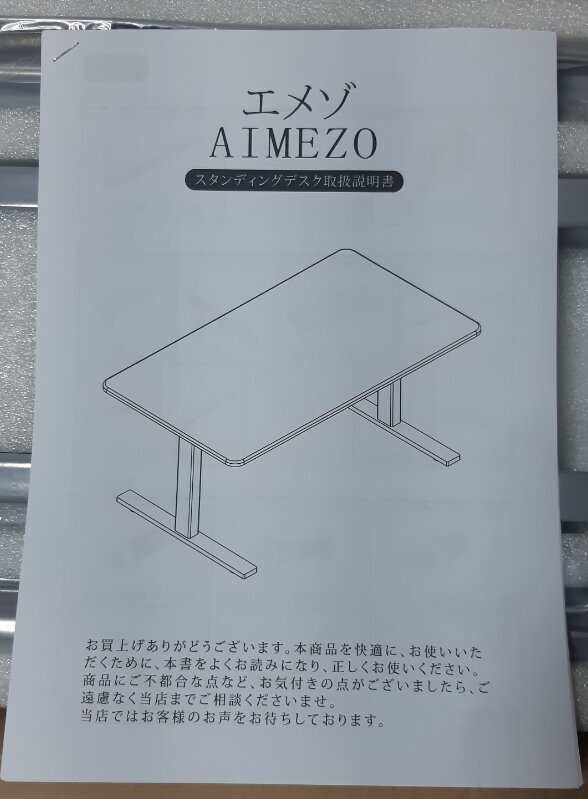 エメゾ
AIMEZO
スタンディングデスク取扱説明書
お買上げありがとうございます。本商品を快適に、お使いいた
だくために、本書をよくお読みになり、正しくお使いください。
商品にご不都合な点など、お気付きの点がございましたら、ご
遠慮なく当店までご相談くださいませ。
当店ではお客様のお声をお待ちしております。